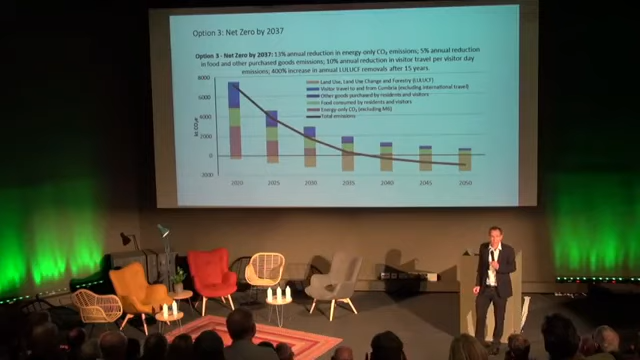 Option 3: Net Zero by 2037
Option 3 - Net Zero by 2037: 13% annual reduction in energy-only CO₂ emissions; 5% annual reduction
in food and other purchased goods emissions; 10% annual reduction in visitor travel per visitor day
emissions; 400% increase in annual LULUCF removals after 15 years.
8000
Land Use, Land Use Change and Forestry (LULUCF)
Visitor travel to and from Cumbria (excluding international travel)
Other goods purchased by residents and visitors
6000
Food consumed by residents and visitors
Energy-only CO₂ (excluding M6)
Total emissions
4000
2000
0
2000
kt CO₂e
2020 2025 2030 2035 2040 2045 2050